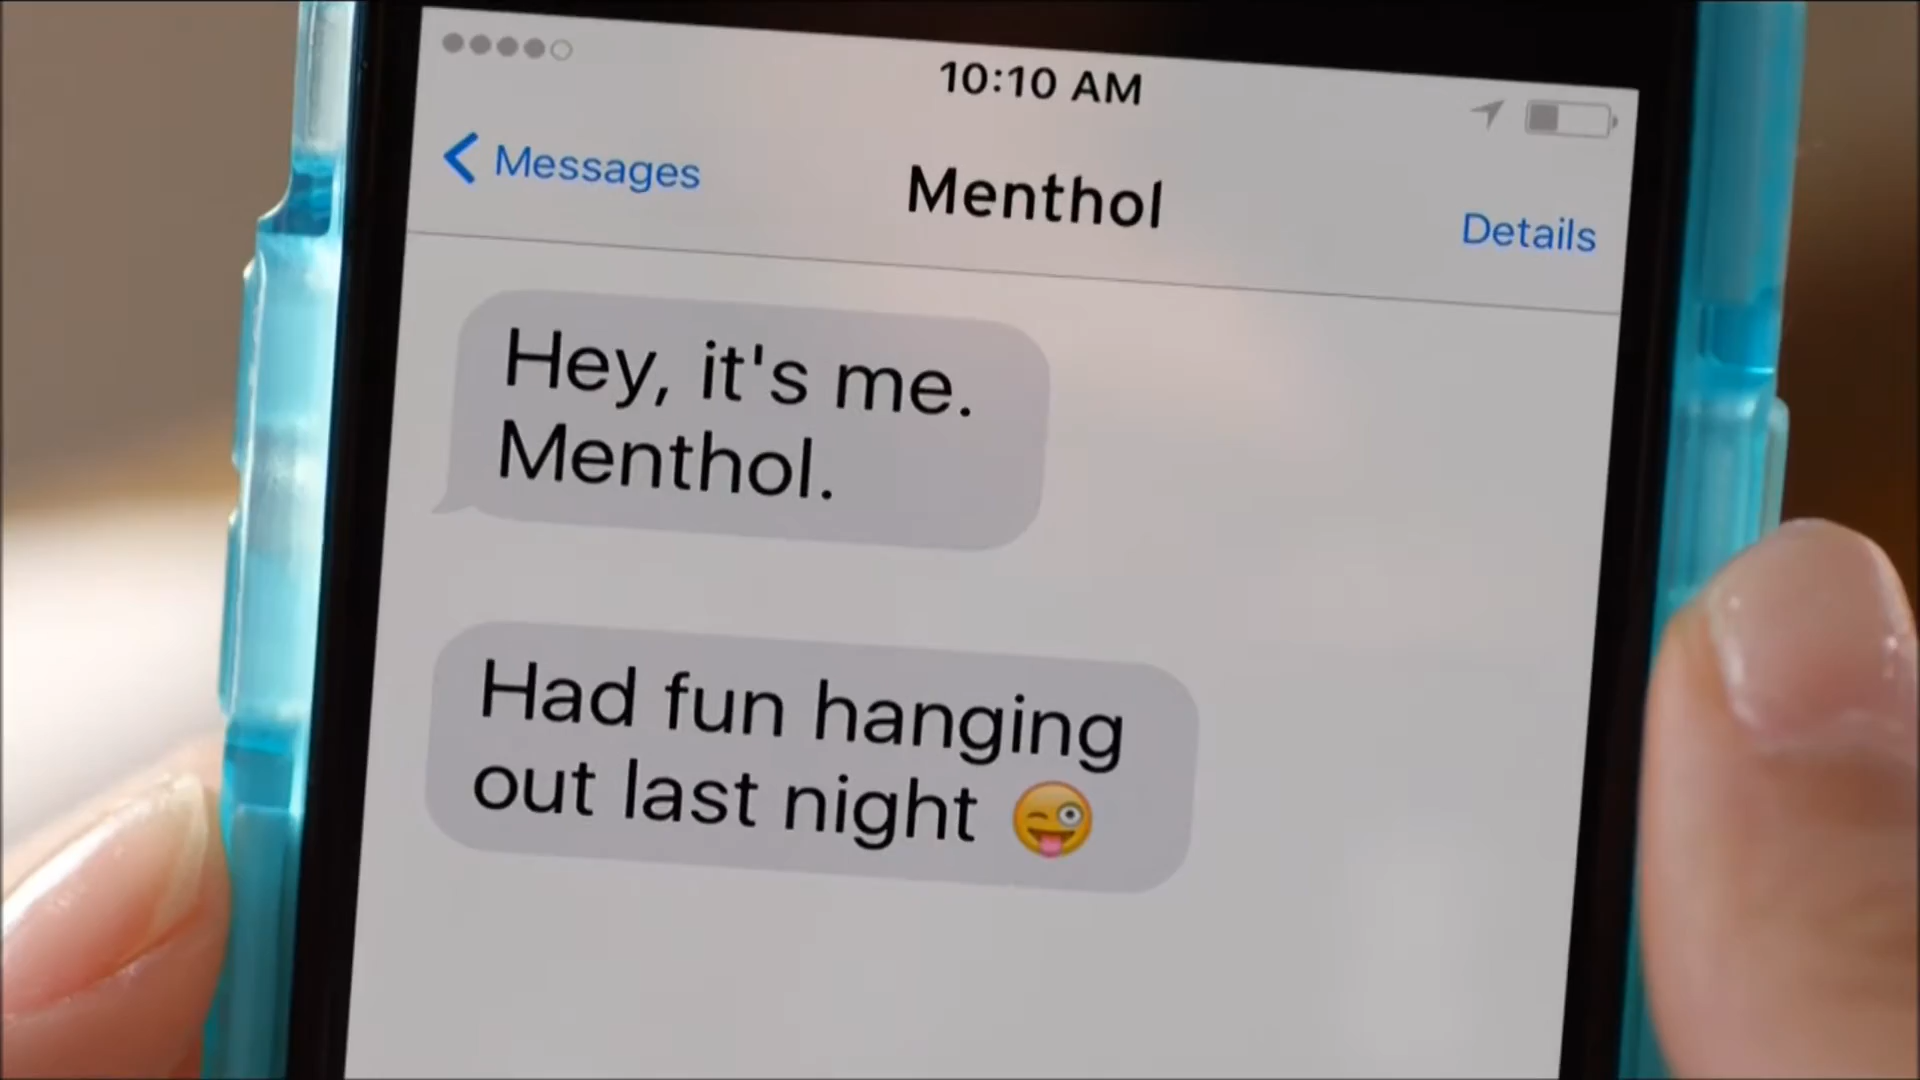 10:10 AM
Messages
Menthol
Details
Hey, it's me.
Menthol.
Had fun hanging
out last night 😜